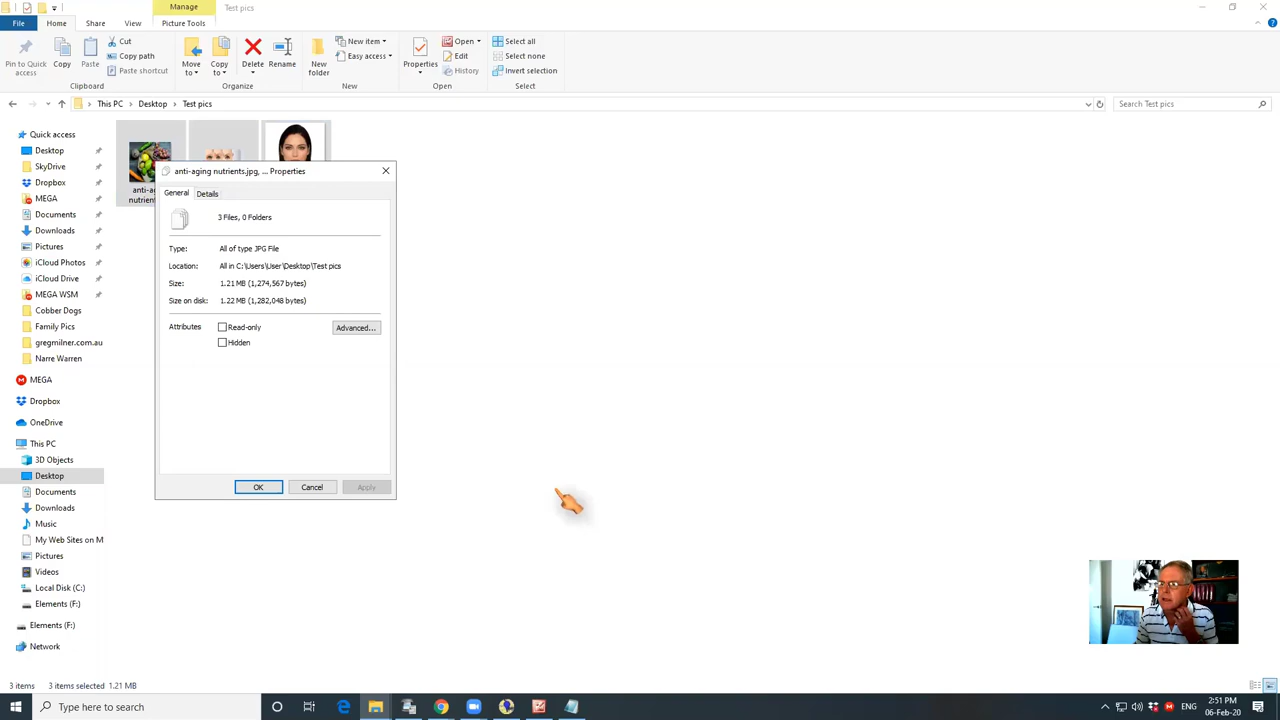 Manage
Test pics
File
Home
Share
View
Picture Tools
Pin to Quick access
Copy
Paste
Cut
Copy path
Paste shortcut
Clipboard
Move to
Copy to
Delete
Rename
Organize
New folder
New item
Easy access
New
Properties
Open
Edit
History
Open
Select all
Select none
Invert selection
Select
This PC
Desktop
Test pics
Search Test pics
Quick access
Desktop
SkyDrive
Dropbox
MEGA
Documents
Downloads
Pictures
iCloud Photos
iCloud Drive
MEGA WSM
Cobber Dogs
Family Pics
gregmilner.com.au
Narre Warren
MEGA
Dropbox
OneDrive
This PC
3D Objects
Desktop
Documents
Downloads
Music
My Web Sites on M
Pictures
Videos
Local Disk (C:)
Elements (F:)
Elements (F:)
Network
anti-ag
nutrien
anti-aging nutrients.jpg, ... Properties
General
Details
3 Files, 0 Folders
Type: All of type JPG File
Location: All in C:\Users\User\Desktop\Test pics
Size: 1.21 MB (1,274,567 bytes)
Size on disk: 1.22 MB (1,282,048 bytes)
Attributes
Read-only
Advanced...
Hidden
OK
Cancel
Apply
3 items
3 items selected 1.21 MB
Type here to search
ENG
2:51 PM
06-Feb-20